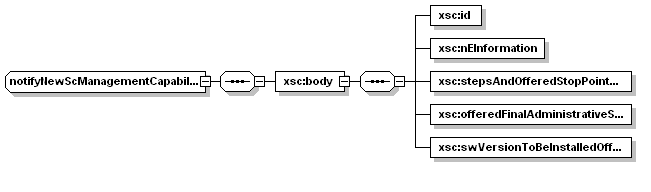 notifyNewScManagementCapabil...
xsc:body
xsc:id
xsc:nEInformation
xsc:stepsAndOfferedStopPoint...
xsc:offeredFinalAdministrativeS...
xsc:swVersionToBeInstalledOff...